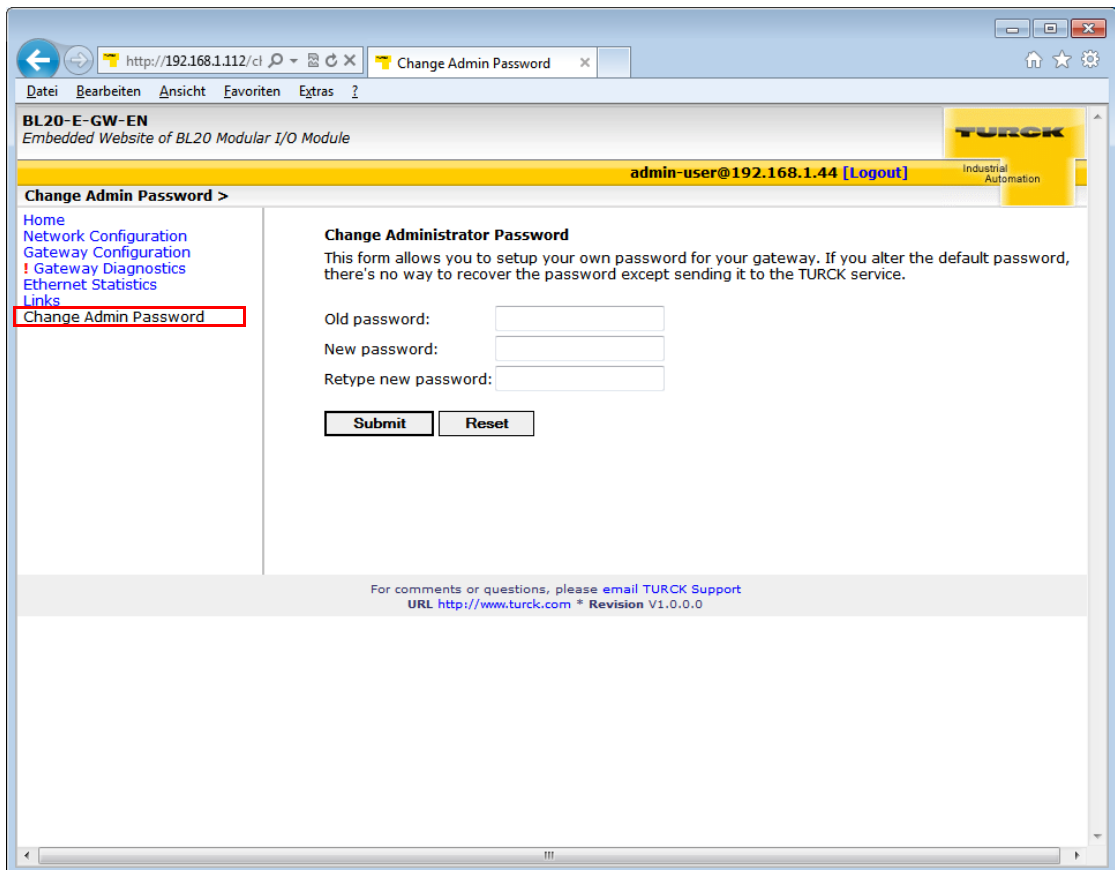 http://192.168.1.112/cl
Change Admin Password
Datei Bearbeiten Ansicht Favoriten Extras ?
BL20-E-GW-EN
Embedded Website of BL20 Modular I/O Module
TURCK
admin-user@192.168.1.44 [Logout]
Industrial
Automation
Change Admin Password >
Home
Network Configuration
Gateway Configuration
! Gateway Diagnostics
Ethernet Statistics
Links
Change Admin Password
Change Administrator Password
This form allows you to setup your own password for your gateway. If you alter the default password,
there's no way to recover the password except sending it to the TURCK service.
Old password:
New password:
Retype new password:
Submit Reset
For comments or questions, please email TURCK Support
URL http://www.turck.com * Revision V1.0.0.0